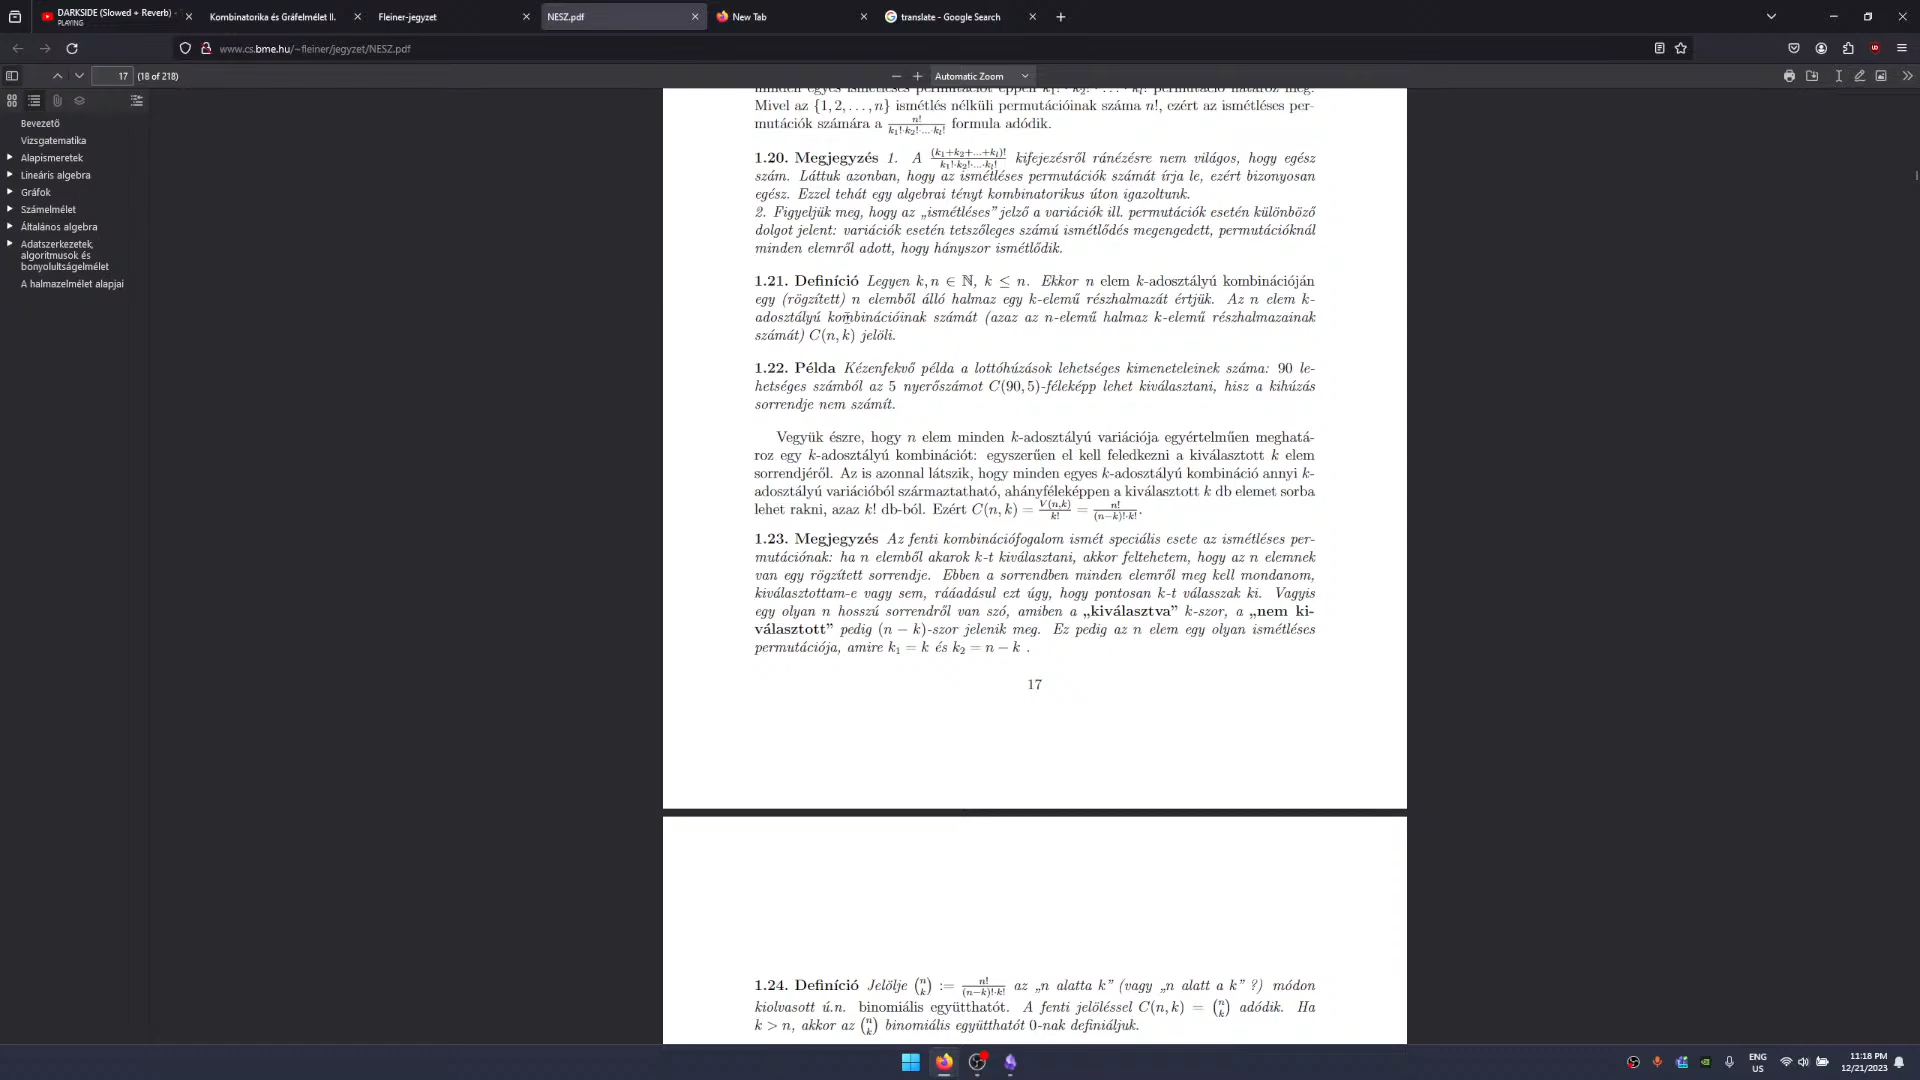 DARKSIDE (Slowed + Reverb) -
PLAYING
Kombinatorika és Gráfelmélet II.
Fleiner-jegyzet
NESZ.pdf
New Tab
translate - Google Search
www.cs.bme.hu/~fleiner/jegyzet/NESZ.pdf
17 (18 of 218)
Automatic Zoom
Bevezető
Vizsgatematika
Alapismeretek
Lineáris algebra
Gráfok
Számelmélet
Általános algebra
Adatszerkezetek,
algoritmusok és
bonyolultságelmélet
A halmazelmélet alapjai
minden egyes ismétléses permutációt éppen k₁! · k₂! · … · kₗ! permutáció határoz meg.
Mivel az {1, 2, . . . , n} ismétlés nélküli permutációinak száma n!, ezért az ismétléses per-
mutációk számára a n!/(k₁!·k₂!·…·kₗ!) formula adódik.
1.20. Megjegyzés 1. A (k₁+k₂+…+kₗ)!/(k₁!·k₂!·…·kₗ!) kifejezésről ránézésre nem világos, hogy egész
szám. Láttuk azonban, hogy az ismétléses permutációk számát írja le, ezért bizonyosan
egész. Ezzel tehát egy algebrai tényt kombinatorikus úton igazoltunk.
2. Figyeljük meg, hogy az „ismétléses” jelző a variációk ill. permutációk esetén különböző
dolgot jelent: variációk esetén tetszőleges számú ismétlődés megengedett, permutációknál
minden elemről adott, hogy hányszor ismétlődik.
1.21. Definíció Legyen k, n ∈ ℕ, k ≤ n. Ekkor n elem k-adosztályú kombinációján
egy (rögzített) n elemből álló halmaz egy k-elemű részhalmazát értjük. Az n elem k-
adosztályú kombinációinak számát (azaz az n-elemű halmaz k-elemű részhalmazainak
számát) C(n, k) jelöli.
1.22. Példa Kézenfekvő példa a lottóhúzások lehetséges kimeneteleinek száma: 90 le-
hetséges számból az 5 nyerőszámot C(90, 5)-féleképp lehet kiválasztani, hisz a kihúzás
sorrendje nem számít.
Vegyük észre, hogy n elem minden k-adosztályú variációja egyértelműen meghatá-
roz egy k-adosztályú kombinációt: egyszerűen el kell feledkezni a kiválasztott k elem
sorrendjéről. Az is azonnal látszik, hogy minden egyes k-adosztályú kombináció annyi k-
adosztályú variációból származtatható, ahányféleképpen a kiválasztott k db elemet sorba
lehet rakni, azaz k! db-ból. Ezért C(n, k) = V(n,k)/k! = n!/((n−k)!·k!).
1.23. Megjegyzés Az fenti kombinációfogalom ismét speciális esete az ismétléses per-
mutációnak: ha n elemből akarok k-t kiválasztani, akkor feltehetem, hogy az n elemnek
van egy rögzített sorrendje. Ebben a sorrendben minden elemről meg kell mondanom,
kiválasztottam-e vagy sem, rááadásul ezt úgy, hogy pontosan k-t válasszak ki. Vagyis
egy olyan n hosszú sorrendről van szó, amiben a „kiválasztva” k-szor, a „nem ki-
választott” pedig (n − k)-szor jelenik meg. Ez pedig az n elem egy olyan ismétléses
permutációja, amire k₁ = k és k₂ = n − k .
17
1.24. Definíció Jelölje (n k) := n!/((n−k)!·k!) az „n alatta k” (vagy „n alatt a k” ?) módon
kiolvasott ú.n. binomiális együtthatót. A fenti jelöléssel C(n, k) = (n k) adódik. Ha
k > n, akkor az (n k) binomiális együtthatót 0-nak definiáljuk.
ENG
US
11:18 PM
12/21/2023